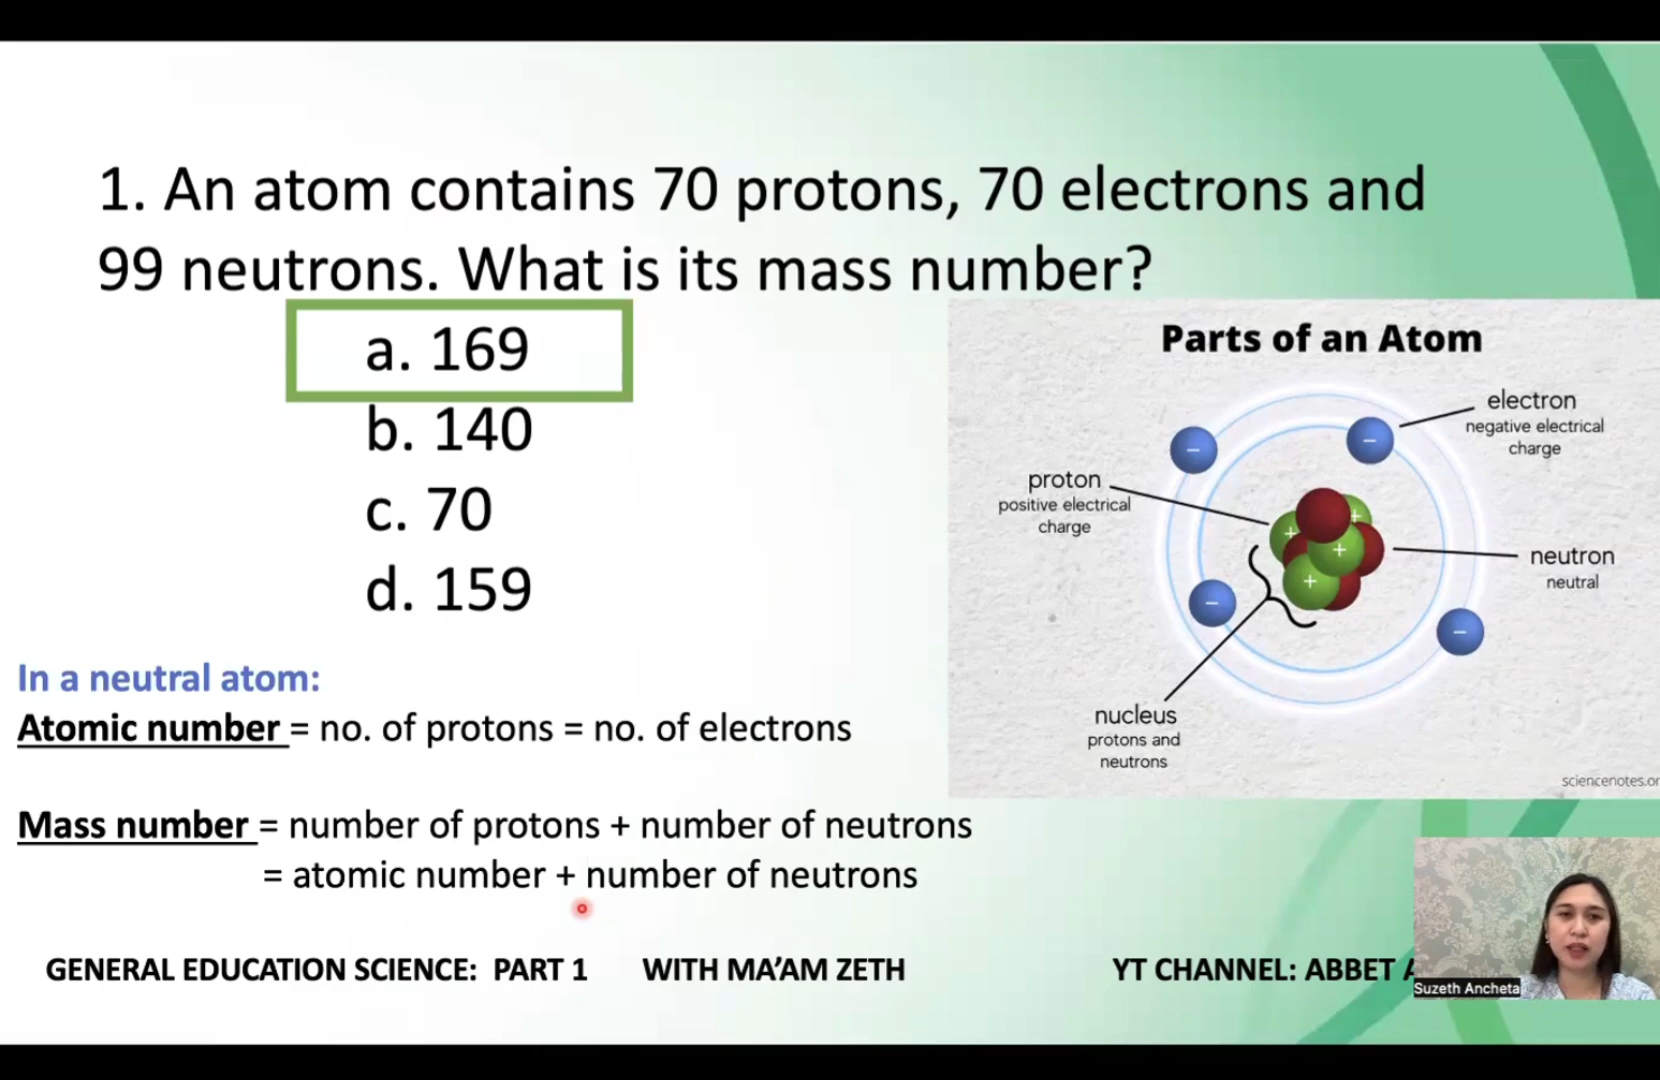 1. An atom contains 70 protons, 70 electrons and
99 neutrons. What is its mass number?
a. 169
b. 140
c. 70
d. 159
Parts of an Atom
electron
negative electrical
charge
proton
positive electrical
charge
neutron
neutral
nucleus
protons and
neutrons
sciencenotes.or
In a neutral atom:
Atomic number = no. of protons = no. of electrons
Mass number = number of protons + number of neutrons
= atomic number + number of neutrons
GENERAL EDUCATION SCIENCE: PART 1 WITH MA’AM ZETH YT CHANNEL: ABBET A
Suzeth Ancheta